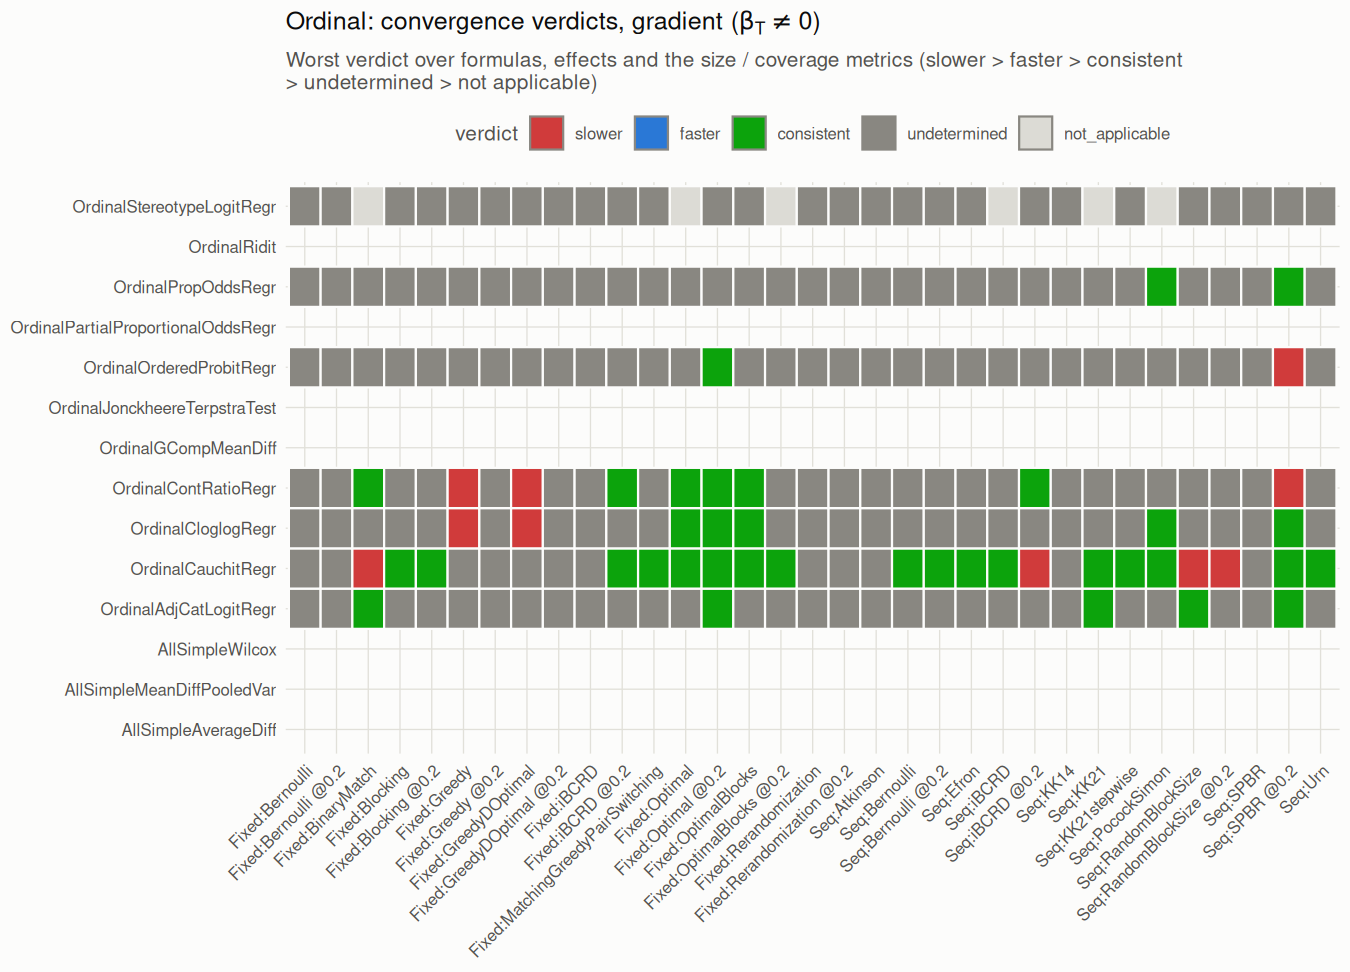 Ordinal: convergence verdicts, gradient (βT ≠ 0)
Worst verdict over formulas, effects and the size / coverage metrics (slower > faster > consistent
> undetermined > not applicable)
verdict slower faster consistent undetermined not_applicable
OrdinalStereotypeLogitRegr
OrdinalRidit
OrdinalPropOddsRegr
OrdinalPartialProportionalOddsRegr
OrdinalOrderedProbitRegr
OrdinalJonckheereTerpstraTest
OrdinalGCompMeanDiff
OrdinalContRatioRegr
OrdinalCloglogRegr
OrdinalCauchitRegr
OrdinalAdjCatLogitRegr
AllSimpleWilcox
AllSimpleMeanDiffPooledVar
AllSimpleAverageDiff
Fixed:Bernoulli
Fixed:Bernoulli @0.2
Fixed:BinaryMatch
Fixed:Blocking
Fixed:Blocking @0.2
Fixed:Greedy
Fixed:Greedy @0.2
Fixed:GreedyDOptimal
Fixed:GreedyDOptimal @0.2
Fixed:iBCRD
Fixed:iBCRD @0.2
Fixed:MatchingGreedyPairSwitching
Fixed:Optimal
Fixed:Optimal @0.2
Fixed:OptimalBlocks
Fixed:OptimalBlocks @0.2
Fixed:Rerandomization
Fixed:Rerandomization @0.2
Seq:Atkinson
Seq:Bernoulli
Seq:Bernoulli @0.2
Seq:Efron
Seq:iBCRD
Seq:iBCRD @0.2
Seq:KK14
Seq:KK21
Seq:KK21stepwise
Seq:PocockSimon
Seq:RandomBlockSize
Seq:RandomBlockSize @0.2
Seq:SPBR
Seq:SPBR @0.2
Seq:Urn